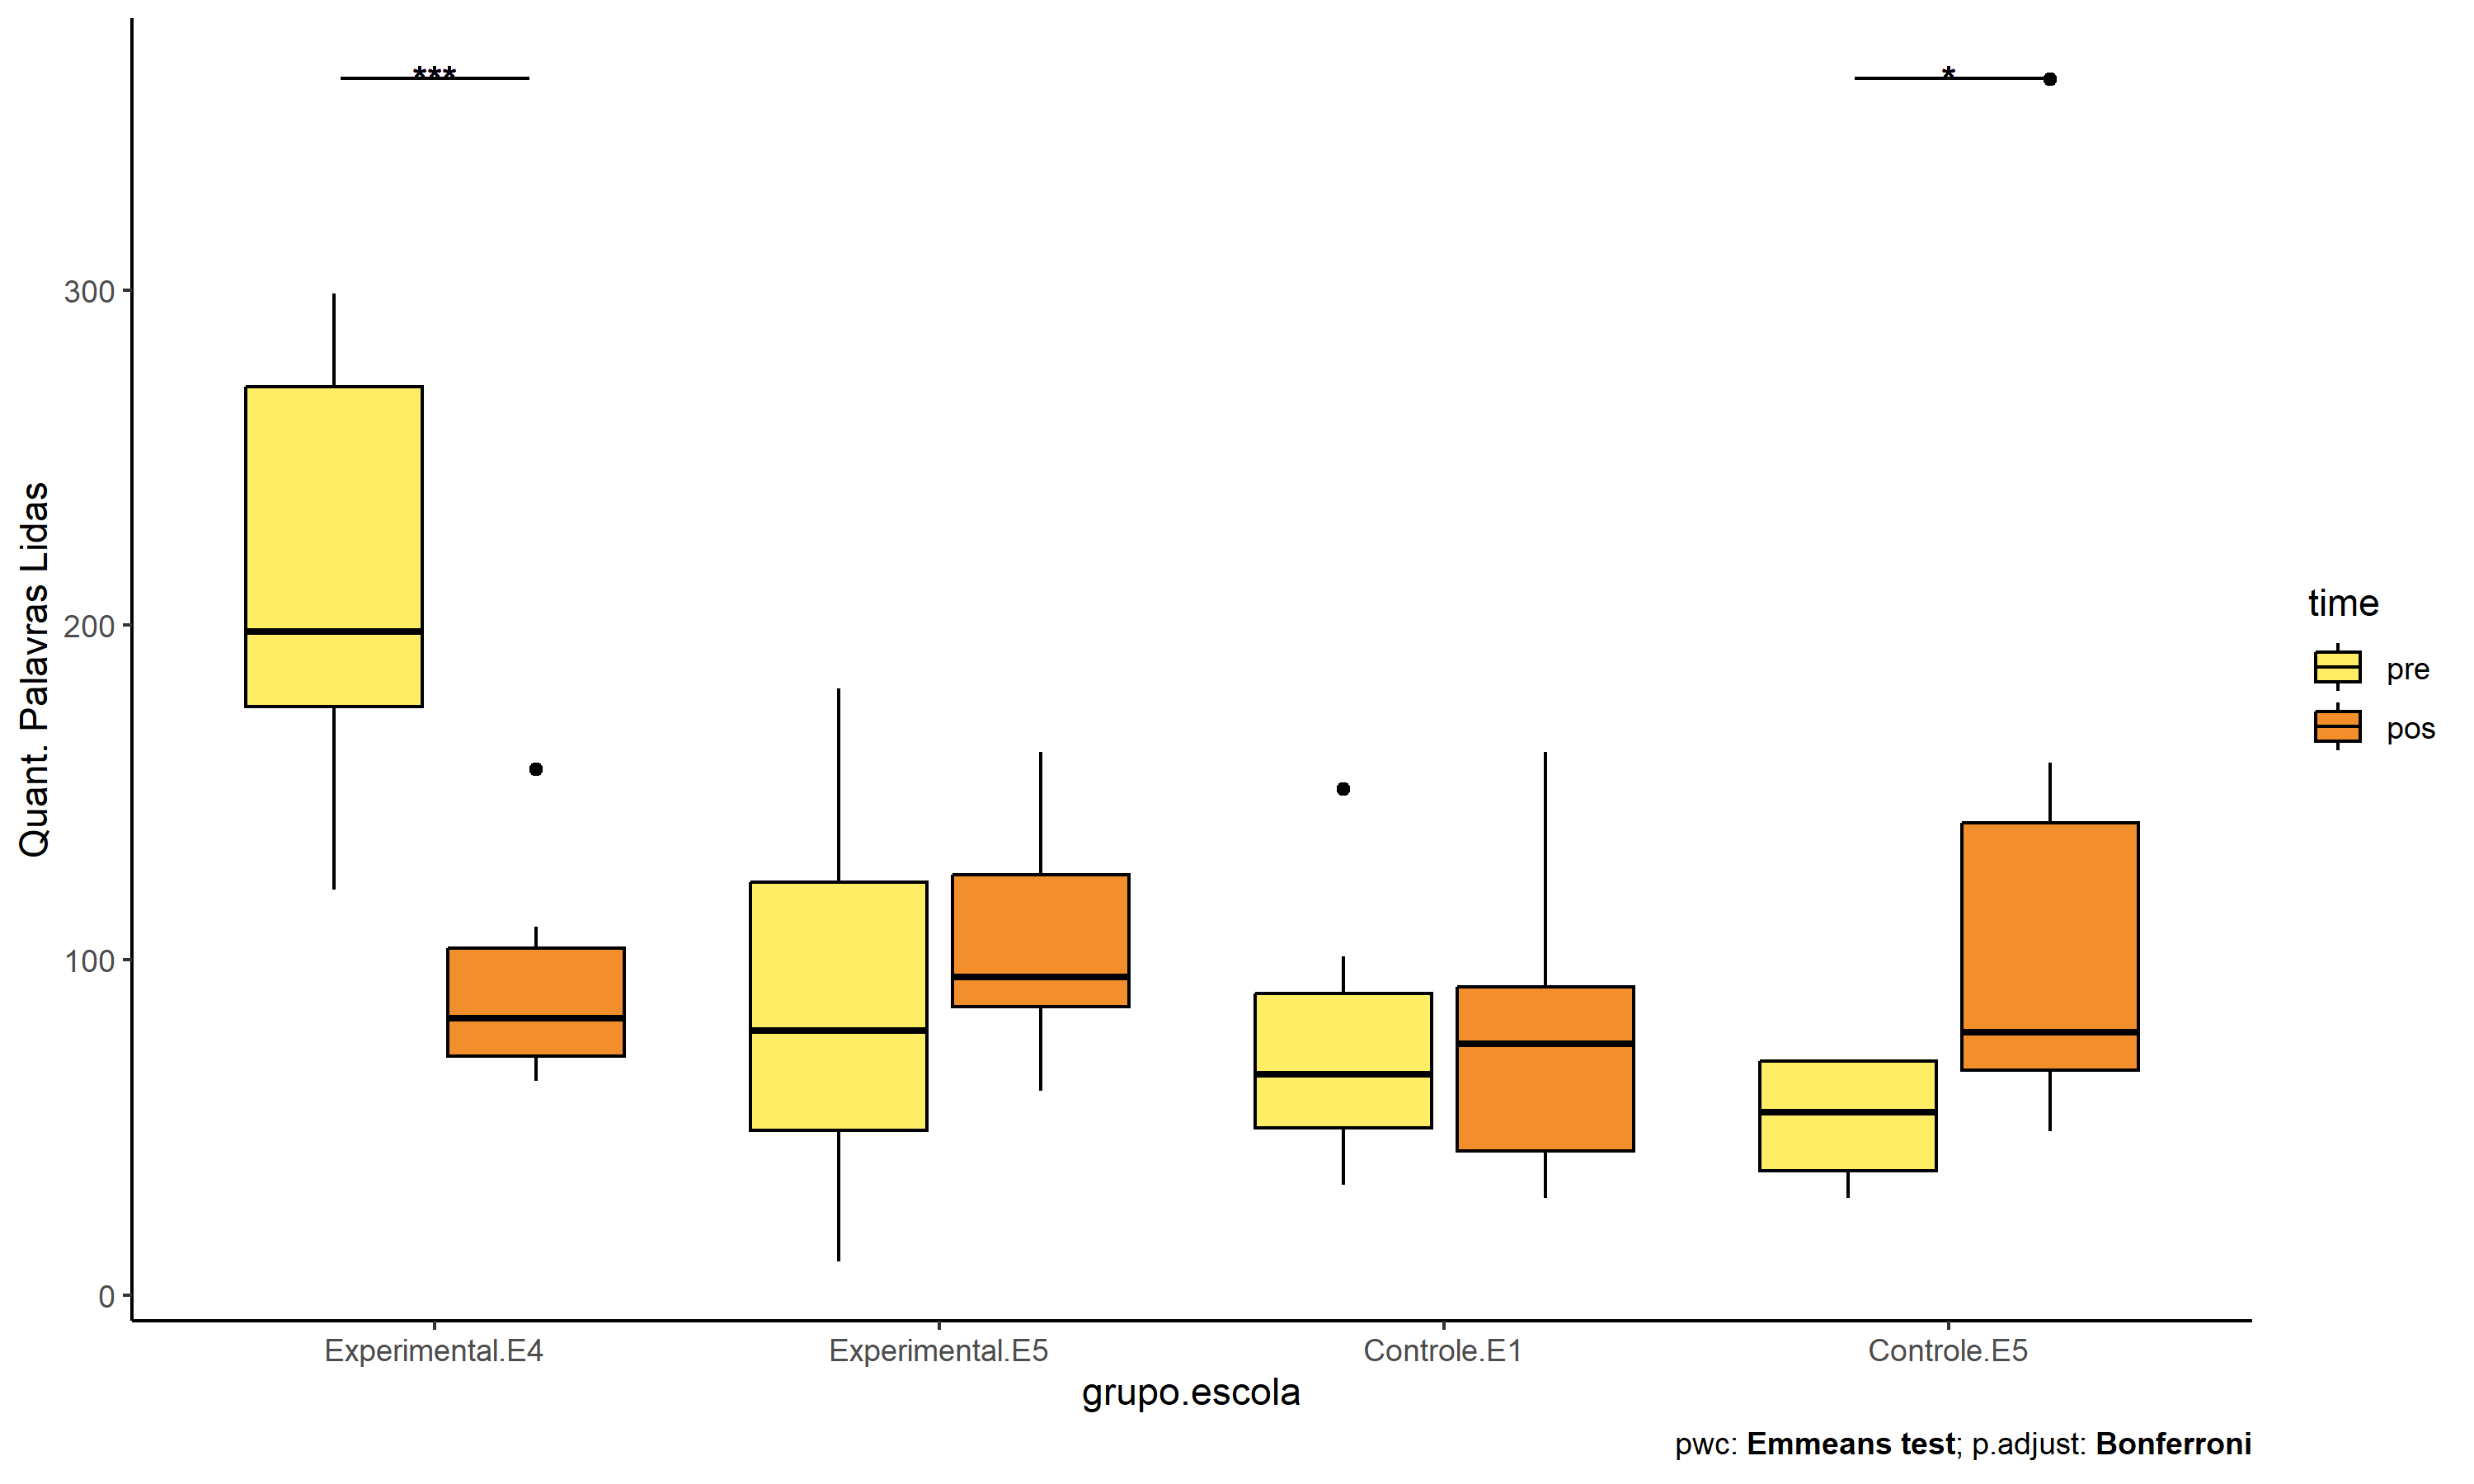 ***
*
300
200
100
0
Quant. Palavras Lidas
Experimental.E4
Experimental.E5
Controle.E1
Controle.E5
grupo.escola
time
pre
pos
pwc: Emmeans test; p.adjust: Bonferroni